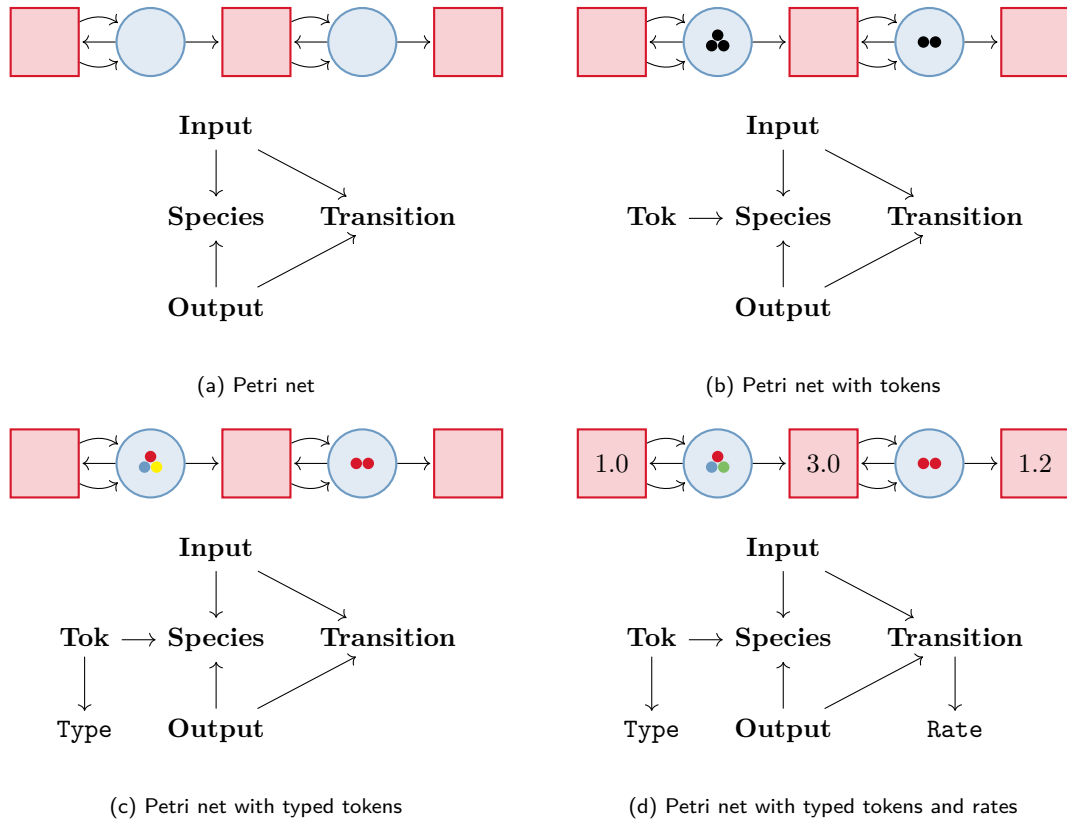 Input
Species Transition
Output
(a) Petri net
Input
Tok Species Transition
Output
(b) Petri net with tokens
Input
Tok Species Transition
Type Output
(c) Petri net with typed tokens
1.0 3.0 1.2
Input
Tok Species Transition
Type Output Rate
(d) Petri net with typed tokens and rates